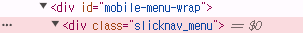 ▼<div id="mobile-menu-wrap">
··· ▼<div class="slicknav_menu"> == $0